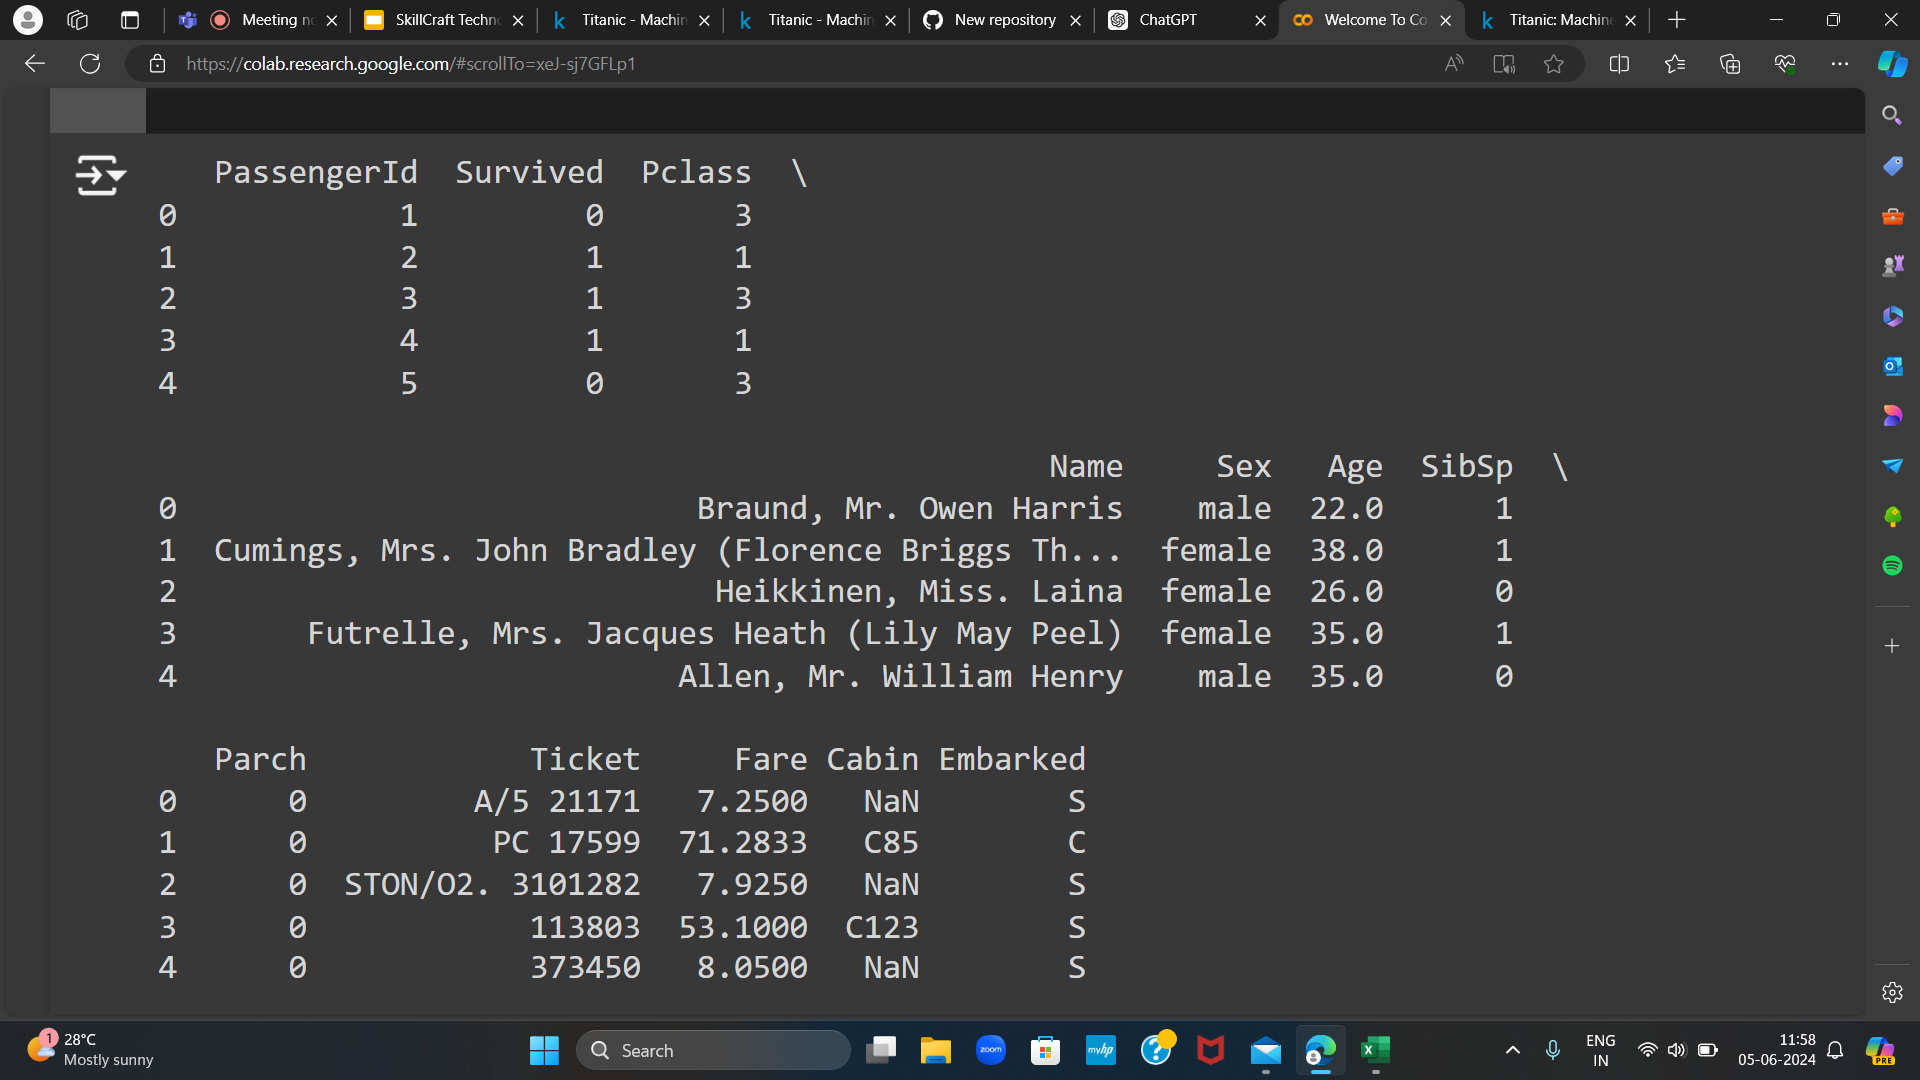 Meeting n
SkillCraft Techn
Titanic - Machin
Titanic - Machin
New repository
ChatGPT
Welcome To Co
Titanic: Machine
https://colab.research.google.com/#scrollTo=xeJ-sj7GFLp1
PassengerId Survived Pclass \
0 1 0 3
1 2 1 1
2 3 1 3
3 4 1 1
4 5 0 3
Name Sex Age SibSp \
0 Braund, Mr. Owen Harris male 22.0 1
1 Cumings, Mrs. John Bradley (Florence Briggs Th... female 38.0 1
2 Heikkinen, Miss. Laina female 26.0 0
3 Futrelle, Mrs. Jacques Heath (Lily May Peel) female 35.0 1
4 Allen, Mr. William Henry male 35.0 0
Parch Ticket Fare Cabin Embarked
0 0 A/5 21171 7.2500 NaN S
1 0 PC 17599 71.2833 C85 C
2 0 STON/O2. 3101282 7.9250 NaN S
3 0 113803 53.1000 C123 S
4 0 373450 8.0500 NaN S
1
28°C
Mostly sunny
Search
zoom
myhp
ENG
IN
11:58
05-06-2024
PRE